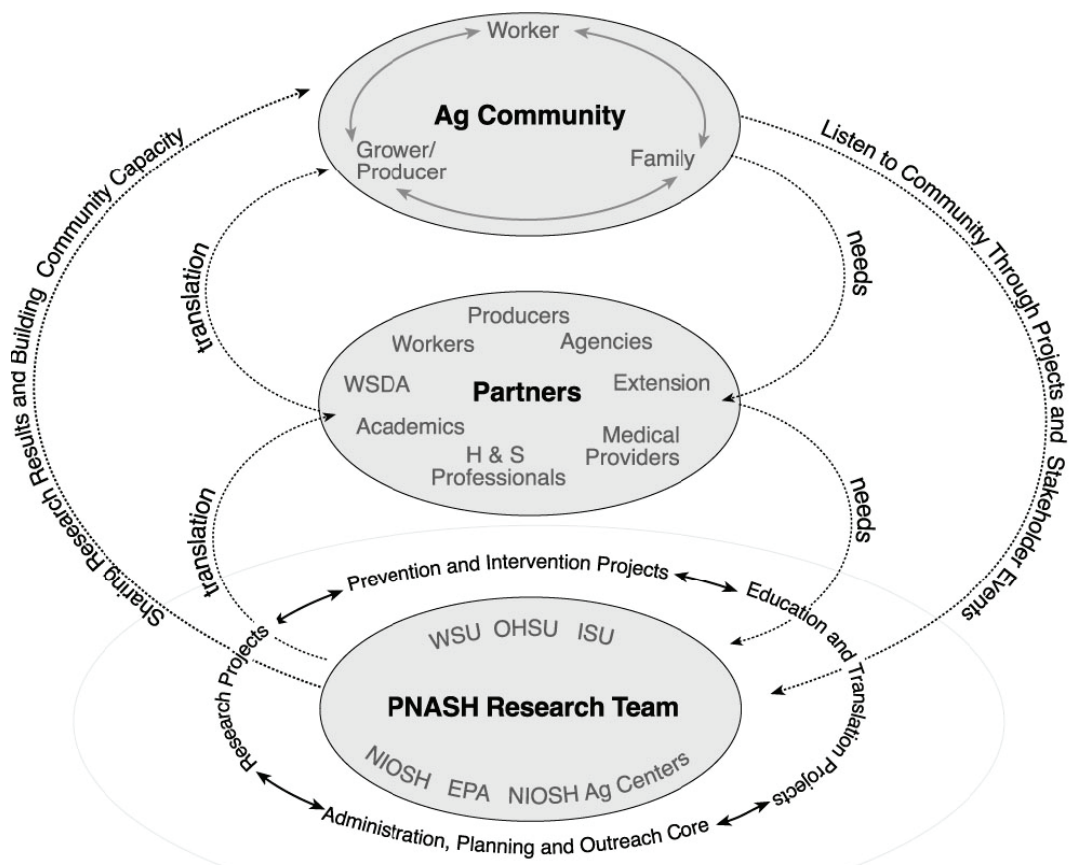 Worker
Ag Community
Grower/
Producer
Family
Sharing Research Results and Building Community Capacity
Listen to Community Through Projects and Stakeholder Events
translation
needs
Producers
Workers
Agencies
WSDA
Partners
Extension
Academics
Medical
Providers
H & S
Professionals
translation
needs
Prevention and Intervention Projects
Education and Translation Projects
Research Projects
WSU OHSU ISU
PNASH Research Team
NIOSH EPA NIOSH Ag Centers
Administration, Planning and Outreach Core